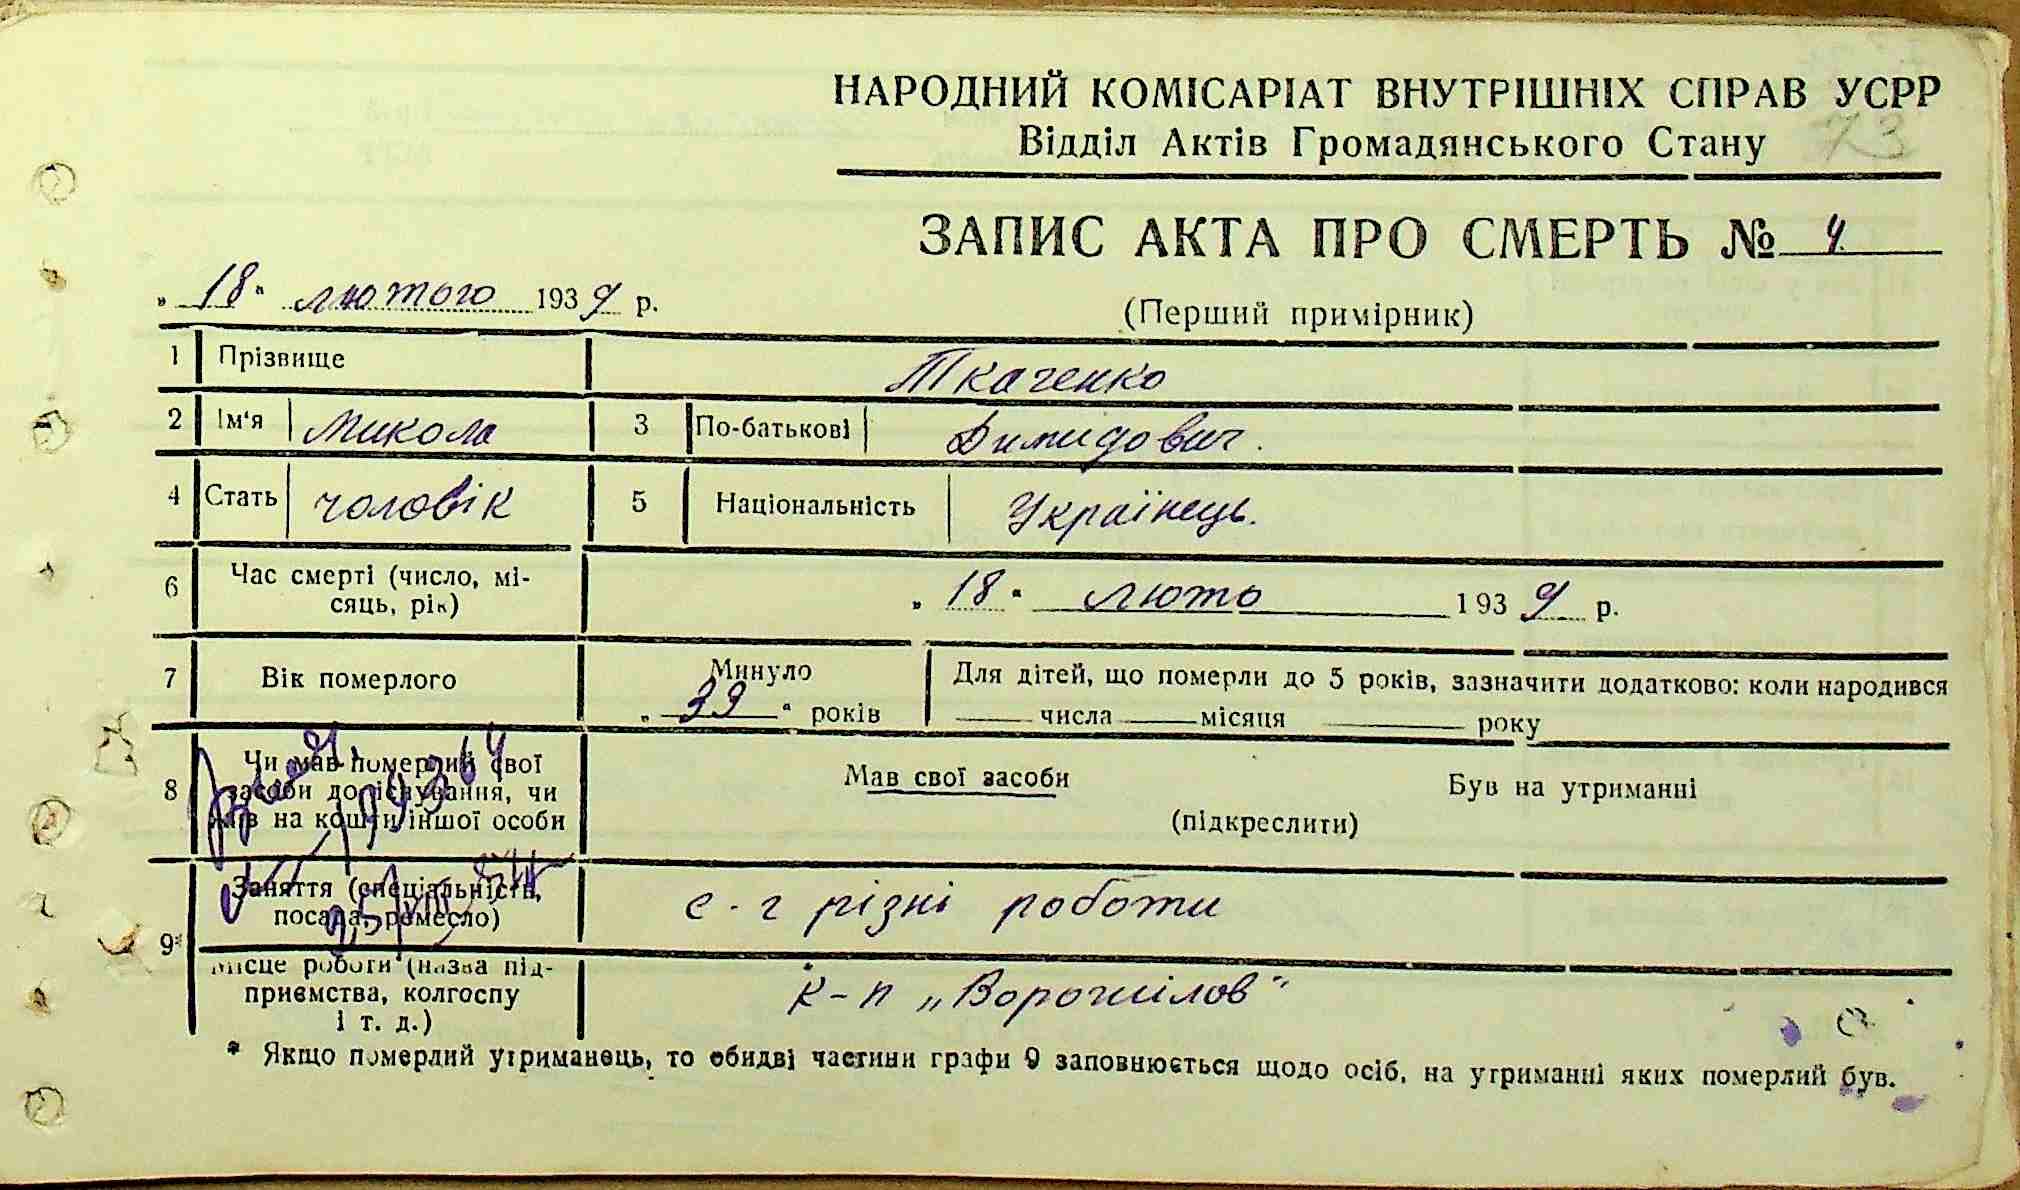 НАРОДНИЙ КОМІСАРІАТ ВНУТРІШНІХ СПРАВ УСРР
Відділ Актів Громадянського Стану 73
ЗАПИС АКТА ПРО СМЕРТЬ № 4
„ 18 " лютого 1939 р.
(Перший примірник)
1 Прізвище Ткаченко
2 Ім'я Микола 3 По-батькові Димидович.
4 Стать чоловік 5 Національність Українець.
6 Час смерті (число, мі-
сяць, рік) „ 18 " люто 1939 р.
7 Вік померлого Минуло „ 39 " років
Для дітей, що померли до 5 років, зазначити додатково: коли народився
числа місяця року
8 Чи мав померлий свої
засоби до існування, чи
жив на кошти іншої особи
Мав свої засоби Був на утриманні
(підкреслити)
9* Заняття (спеціальність,
посада, ремесло) с-г різні роботи
Місце роботи (назва під-
приємства, колгоспу
і т. д.) к-п „Ворошілов"
* Якщо померлий утриманець, то обидві частини графи 9 заповнюється щодо осіб, на утриманні яких померлий був.